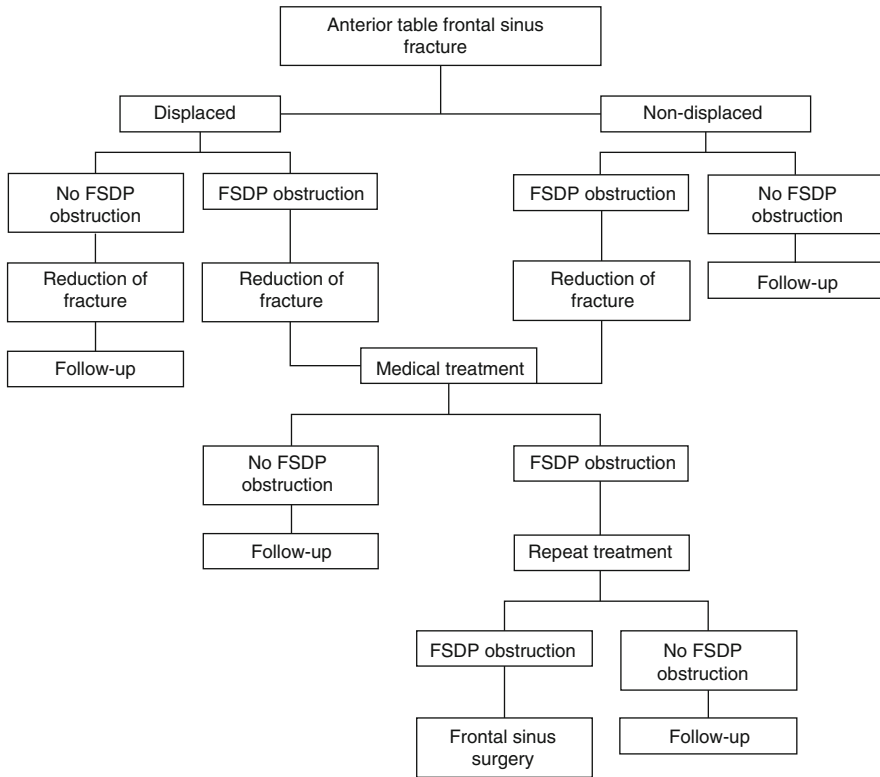 Anterior table frontal sinus
fracture
Displaced
Non-displaced
No FSDP
obstruction
FSDP obstruction
FSDP obstruction
No FSDP
obstruction
Reduction of
fracture
Reduction of
fracture
Reduction of
fracture
Follow-up
Follow-up
Medical treatment
No FSDP
obstruction
FSDP obstruction
Follow-up
Repeat treatment
FSDP obstruction
No FSDP
obstruction
Frontal sinus
surgery
Follow-up